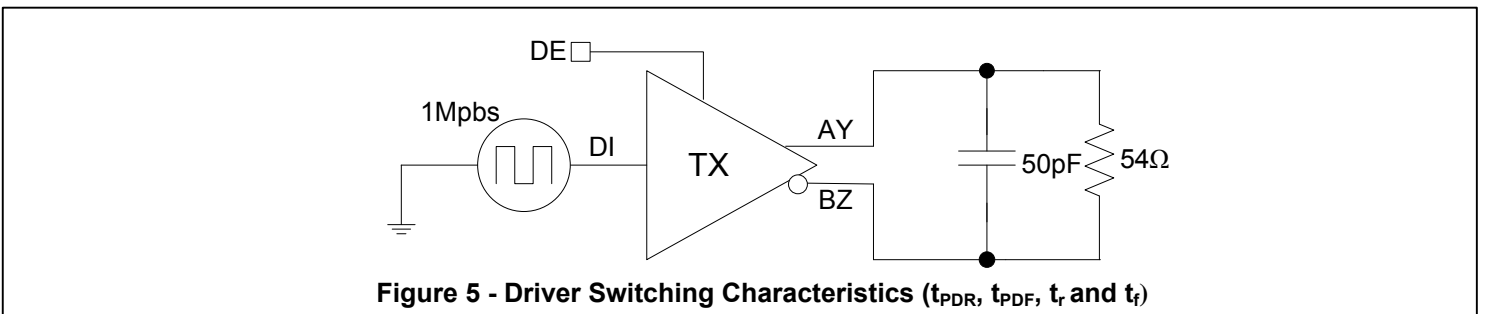 DE
1Mpbs
DI
TX
AY
BZ
50pF
54Ω
Figure 5 - Driver Switching Characteristics (tPDR, tPDF, tr and tf)